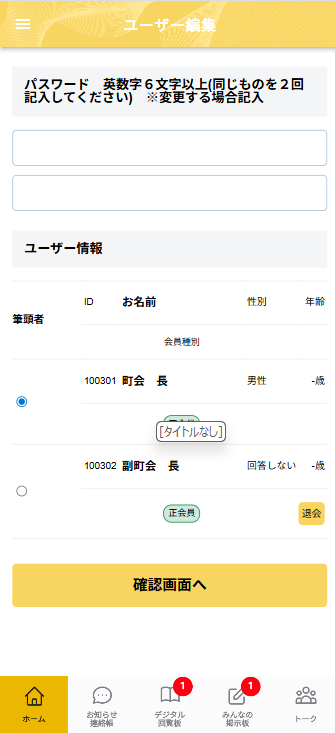 ユーザー編集
パスワード　英数字６文字以上(同じものを２回
記入してください)　※変更する場合記入
ユーザー情報
筆頭者
ID お名前 性別 年齢
会員種別
100301 町会　長 男性 -歳
[タイトルなし]
100302 副町会　長 回答しない -歳
正会員 退会
確認画面へ
1 1
ホーム
お知らせ
連絡帳
デジタル
回覧板
みんなの
掲示板
トーク